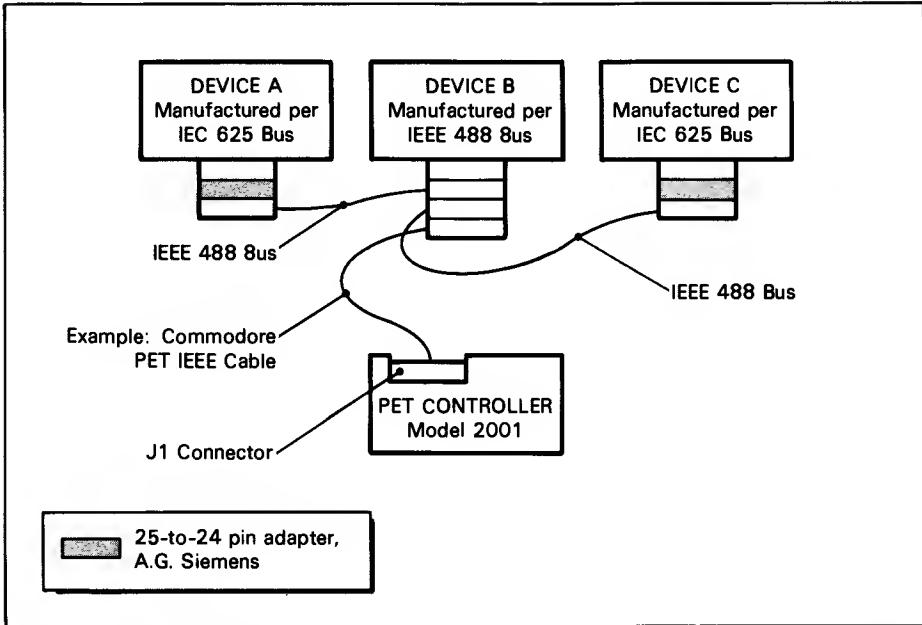 DEVICE A
Manufactured per
IEC 625 Bus
DEVICE B
Manufactured per
IEEE 488 8us
DEVICE C
Manufactured per
IEC 625 Bus
IEEE 488 8us
IEEE 488 Bus
Example: Commodore
PET IEEE Cable
PET CONTROLLER
Model 2001
J1 Connector
25-to-24 pin adapter,
A.G. Siemens